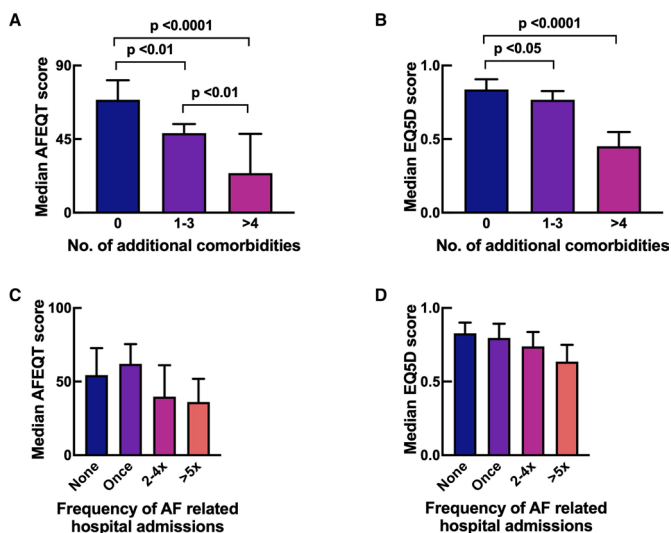 A
p <0.0001
p <0.01
p <0.01
Median AFEQT score
90
45
0
0 1-3 >4
No. of additional comorbidities
B
p <0.0001
p <0.05
Median EQ5D score
1.0
0.5
0.0
0 1-3 >4
No. of additional comorbidities
C
Median AFEQT score
100
50
0
None Once 2-4x >5x
Frequency of AF related
hospital admissions
D
Median EQ5D score
1.0
0.5
0.0
None Once 2-4x >5x
Frequency of AF related
hospital admissions